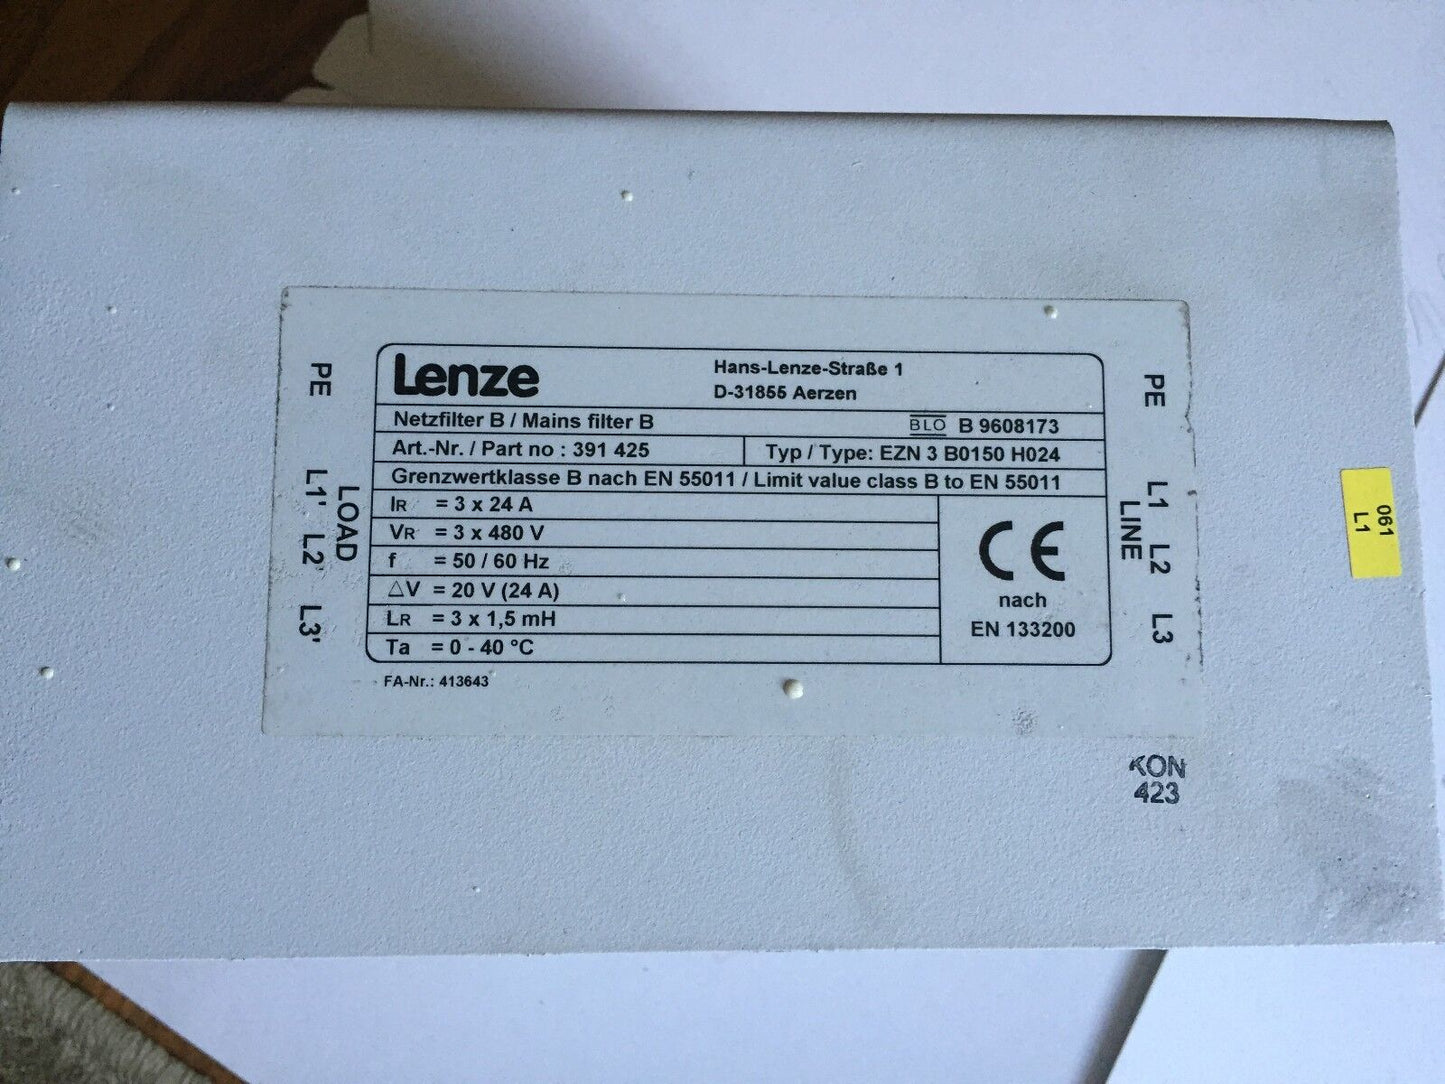 Lenze
Hans-Lenze-Straße 1
D-31855 Aerzen
Netzfilter B / Mains filter B
BLO B 9608173
Art.-Nr. / Part no : 391 425
Typ / Type: EZN 3 B0150 H024
Grenzwertklasse B nach EN 55011 / Limit value class B to EN 55011
IR = 3 x 24 A
VR = 3 x 480 V
f = 50 / 60 Hz
△V = 20 V (24 A)
LR = 3 x 1,5 mH
Ta = 0 - 40 °C
CE
nach
EN 133200
FA-Nr.: 413643
PE L1' L2' L3'
LOAD
PE L1 L2 L3
LINE
061
L1
KON
423